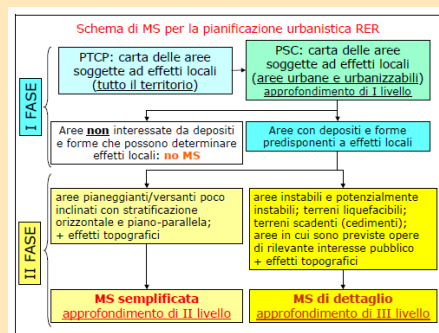 Schema di MS per la pianificazione urbanistica RER
I FASE
PTCP: carta delle aree
soggette ad effetti locali
(tutto il territorio)
PSC: carta delle aree
soggette ad effetti locali
(aree urbane e urbanizzabili)
approfondimento di I livello
Aree non interessate da depositi
e forme che possono determinare
effetti locali: no MS
Aree con depositi e forme
predisponenti a effetti locali
II FASE
aree pianeggianti/versanti poco
inclinati con stratificazione
orizzontale e piano-parallela;
+ effetti topografici
aree instabili e potenzialmente
instabili; terreni liquefacibili;
terreni scadenti (cedimenti);
aree in cui sono previste opere
di rilevante interesse pubblico
+ effetti topografici
MS semplificata
approfondimento di II livello
MS di dettaglio
approfondimento di III livello